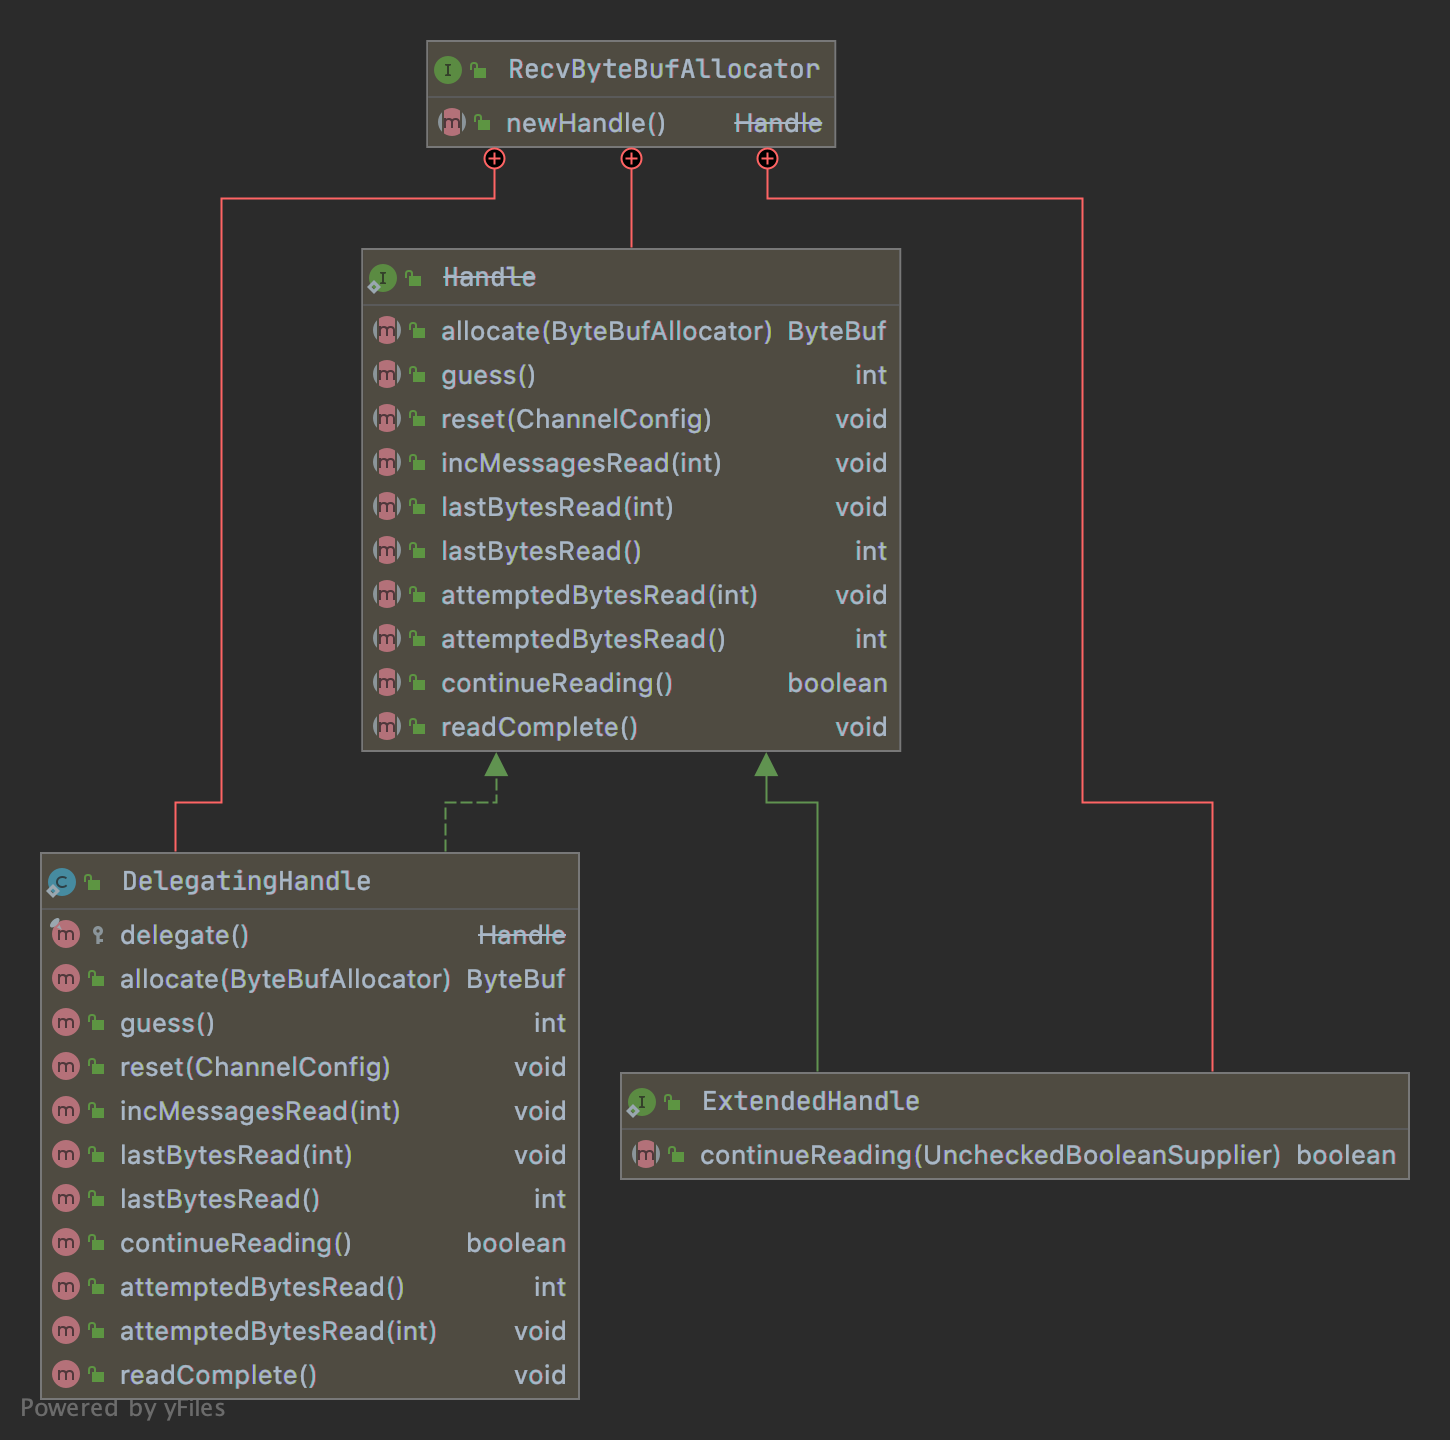 RecvByteBufAllocator
newHandle() Handle
Handle
allocate(ByteBufAllocator) ByteBuf
guess() int
reset(ChannelConfig) void
incMessagesRead(int) void
lastBytesRead(int) void
lastBytesRead() int
attemptedBytesRead(int) void
attemptedBytesRead() int
continueReading() boolean
readComplete() void
DelegatingHandle
delegate() Handle
allocate(ByteBufAllocator) ByteBuf
guess() int
reset(ChannelConfig) void
incMessagesRead(int) void
lastBytesRead(int) void
lastBytesRead() int
continueReading() boolean
attemptedBytesRead() int
attemptedBytesRead(int) void
readComplete() void
ExtendedHandle
continueReading(UncheckedBooleanSupplier) boolean
Powered by yFiles